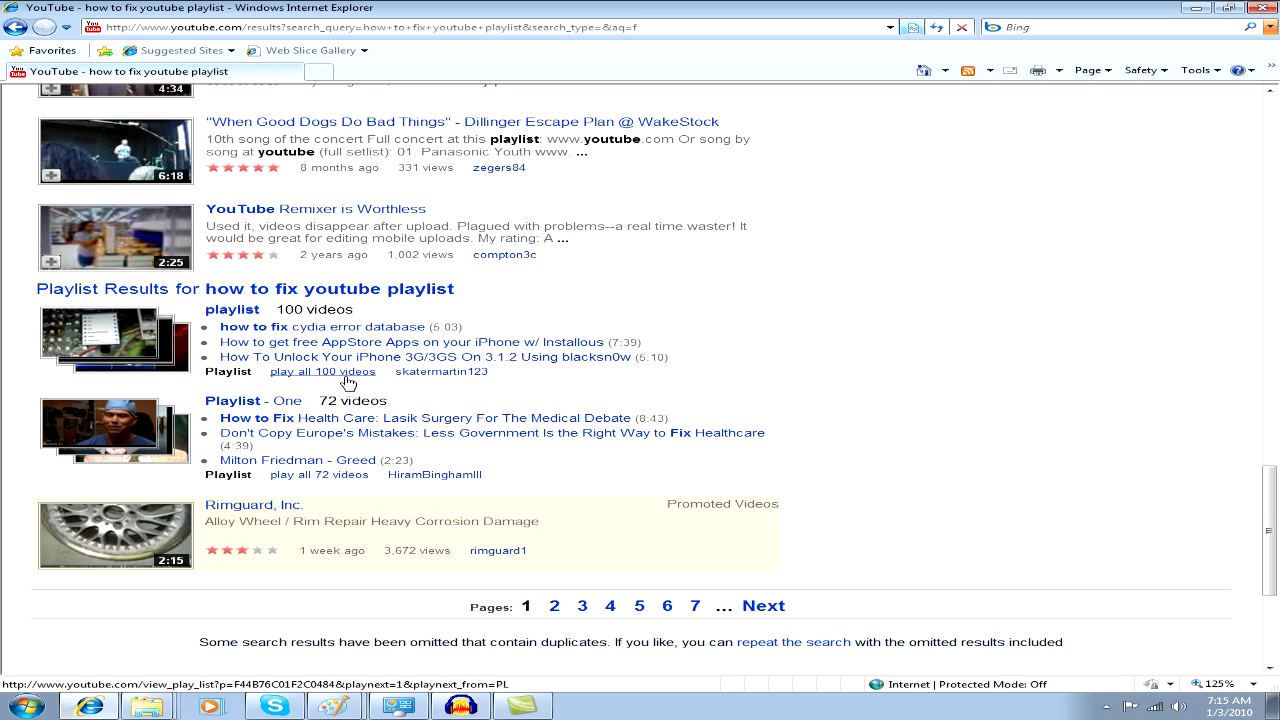 YouTube - how to fix youtube playlist - Windows Internet Explorer
You Tube http://www.youtube.com/results?search_query=how+to+fix+youtube+playlist&search_type=&aq=f Bing
Favorites Suggested Sites Web Slice Gallery
YouTube - how to fix youtube playlist Page Safety Tools
4:34
"When Good Dogs Do Bad Things" - Dillinger Escape Plan @ WakeStock
10th song of the concert Full concert at this playlist: www.youtube.com Or song by
song at youtube (full setlist): 01. Panasonic Youth www. ...
8 months ago 331 views zegers84
6:18
YouTube Remixer is Worthless
Used it, videos disappear after upload. Plagued with problems--a real time waster! It
would be great for editing mobile uploads. My rating: A ...
2 years ago 1,002 views compton3c
2:25
Playlist Results for how to fix youtube playlist
playlist 100 videos
how to fix cydia error database (5:03)
How to get free AppStore Apps on your iPhone w/ Installous (7:39)
How To Unlock Your iPhone 3G/3GS On 3.1.2 Using blacksn0w (5:10)
Playlist play all 100 videos skatermartin123
Playlist - One 72 videos
How to Fix Health Care: Lasik Surgery For The Medical Debate (8:43)
Don't Copy Europe's Mistakes: Less Government Is the Right Way to Fix Healthcare
(4:39)
Milton Friedman - Greed (2:23)
Playlist play all 72 videos HiramBinghamIII
Rimguard, Inc. Promoted Videos
Alloy Wheel / Rim Repair Heavy Corrosion Damage
1 week ago 3,672 views rimguard1
2:15
Pages: 1 2 3 4 5 6 7 ... Next
Some search results have been omitted that contain duplicates. If you like, you can repeat the search with the omitted results included
http://www.youtube.com/view_play_list?p=F44B76C01F2C0484&playnext=1&playnext_from=PL Internet | Protected Mode: Off 125%
7:15 AM
1/3/2010